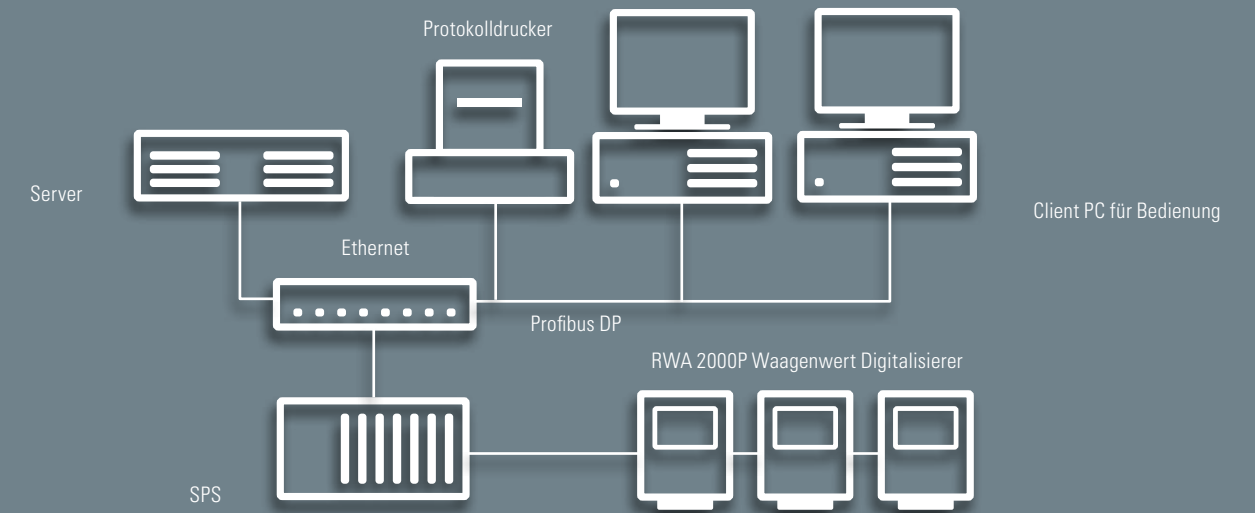 Protokolldrucker
Server
Client PC für Bedienung
Ethernet
Profibus DP
RWA 2000P Waagenwert Digitalisierer
SPS